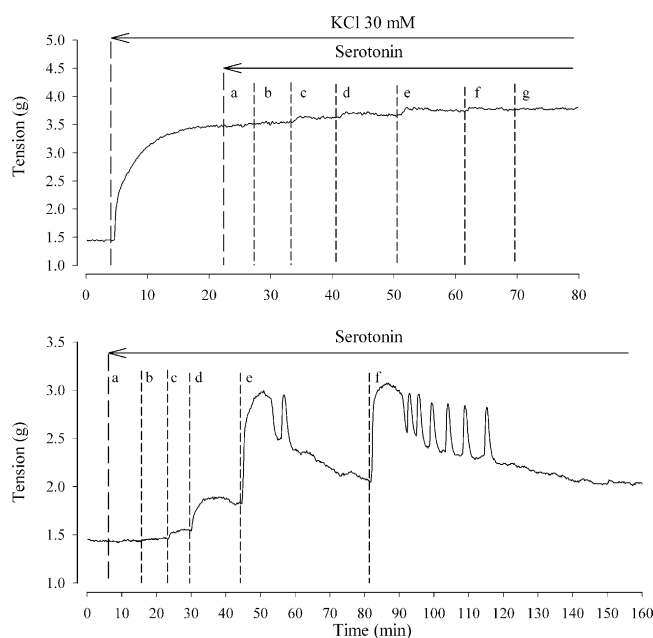 KCl 30 mM
Serotonin
a b c d e f g
5.0
4.5
4.0
3.5
3.0
2.5
2.0
1.5
1.0
Tension (g)
0 10 20 30 40 50 60 70 80
Serotonin
a b c d e f
3.5
3.0
2.5
2.0
1.5
1.0
Tension (g)
0 10 20 30 40 50 60 70 80 90 100 110 120 130 140 150 160
Time (min)